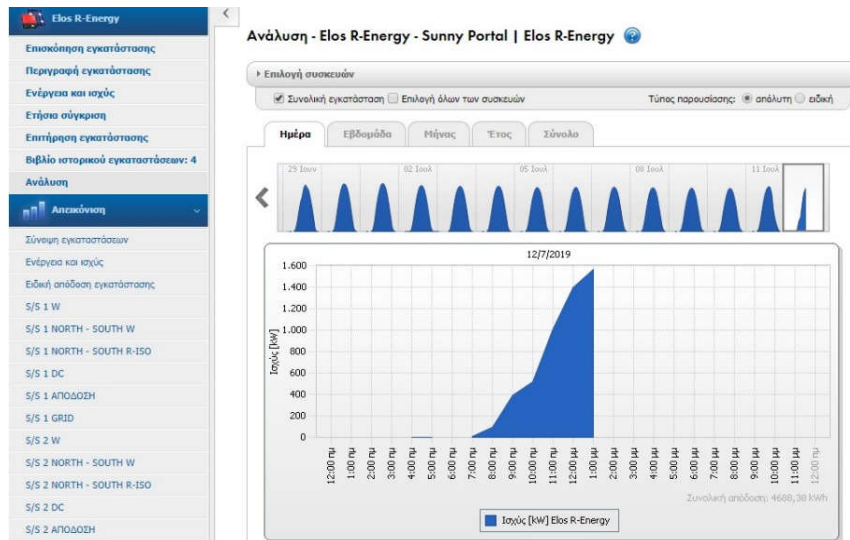 Elos R-Energy
Επισκόπηση εγκατάστασης
Περιγραφή εγκατάστασης
Ενέργεια και ισχύς
Ετήσια σύγκριση
Επιτήρηση εγκατάστασης
Βιβλίο ιστορικού εγκαταστάσεων: 4
Ανάλυση
Απεικόνιση
Σύνοψη εγκαταστάσεων
Ενέργεια και ισχύς
Ειδική απόδοση εγκατάστασης
S/S 1 W
S/S 1 NORTH - SOUTH W
S/S 1 NORTH - SOUTH R-ISO
S/S 1 DC
S/S 1 ΑΠΟΔΟΣΗ
S/S 1 GRID
S/S 2 W
S/S 2 NORTH - SOUTH W
S/S 2 NORTH - SOUTH R-ISO
S/S 2 DC
S/S 2 ΑΠΟΔΟΣΗ
Ανάλυση - Elos R-Energy - Sunny Portal | Elos R-Energy
Επιλογή συσκευών
Συνολική εγκατάσταση Επιλογή όλων των συσκευών Τύπος παρουσίασης: απόλυτη ειδική
Ημέρα Εβδομάδα Μήνας Έτος Σύνολο
29 Ιουν 02 Ιουλ 05 Ιουλ 08 Ιουλ 11 Ιουλ
12/7/2019
Ισχύς [kW]
1.600
1.400
1.200
1.000
800
600
400
200
0
12:00 πμ 1:00 πμ 2:00 πμ 3:00 πμ 4:00 πμ 5:00 πμ 6:00 πμ 7:00 πμ 8:00 πμ 9:00 πμ 10:00 πμ 11:00 πμ 12:00 μμ 1:00 μμ 2:00 μμ 3:00 μμ 4:00 μμ 5:00 μμ 6:00 μμ 7:00 μμ 8:00 μμ 9:00 μμ 10:00 μμ 11:00 μμ 12:00 πμ
Συνολική απόδοση: 4688,38 kWh
Ισχύς [kW] Elos R-Energy